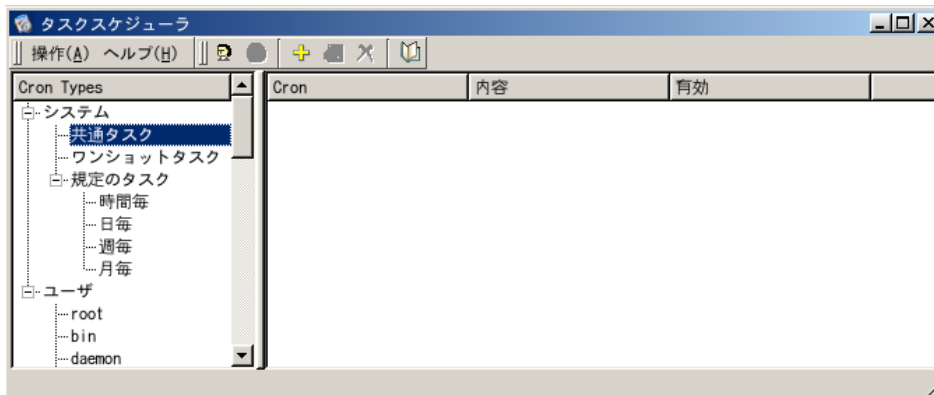 タスクスケジューラ
操作(A) ヘルプ(H)
Cron Types
システム
共通タスク
ワンショットタスク
規定のタスク
時間毎
日毎
週毎
月毎
ユーザ
root
bin
daemon
Cron 内容 有効